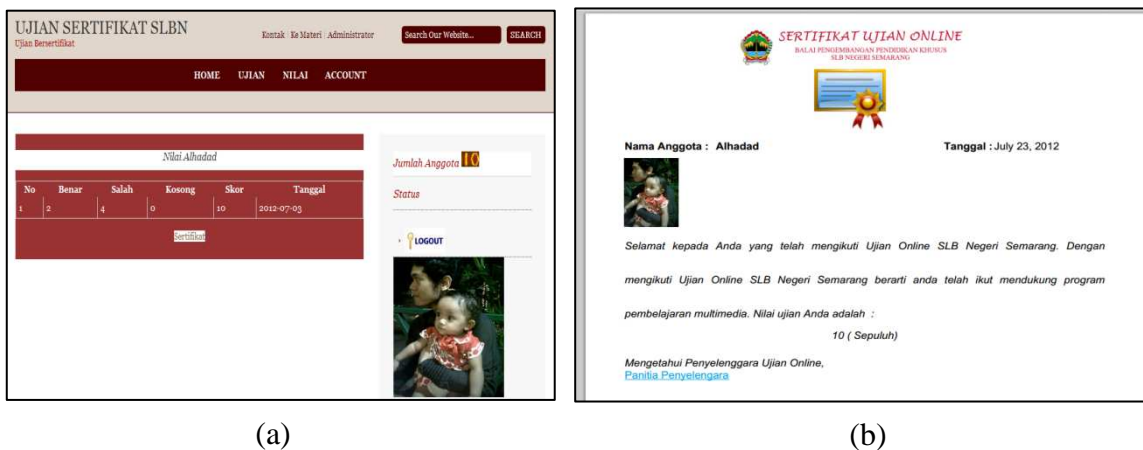 UJIAN SERTIFIKAT SLBN
Ujian Bersertifikat
Kontak Ke Materi Administrator
Search Our Website...
SEARCH
HOME UJIAN NILAI ACCOUNT
Nilai Alhadad
No Benar Salah Kosong Skor Tanggal
1 2 4 0 10 2012-07-03
Sertifikat
Jumlah Anggota 10
Status
LOGOUT
(a)
SERTIFIKAT UJIAN ONLINE
BALAI PENGEMBANGAN PENDIDIKAN KHUSUS
SLB NEGERI SEMARANG
Nama Anggota : Alhadad Tanggal : July 23, 2012
Selamat kepada Anda yang telah mengikuti Ujian Online SLB Negeri Semarang. Dengan
mengikuti Ujian Online SLB Negeri Semarang berarti anda telah ikut mendukung program
pembelajaran multimedia. Nilai ujian Anda adalah :
10 ( Sepuluh)
Mengetahui Penyelenggara Ujian Online,
Panitia Penyelengara
(b)